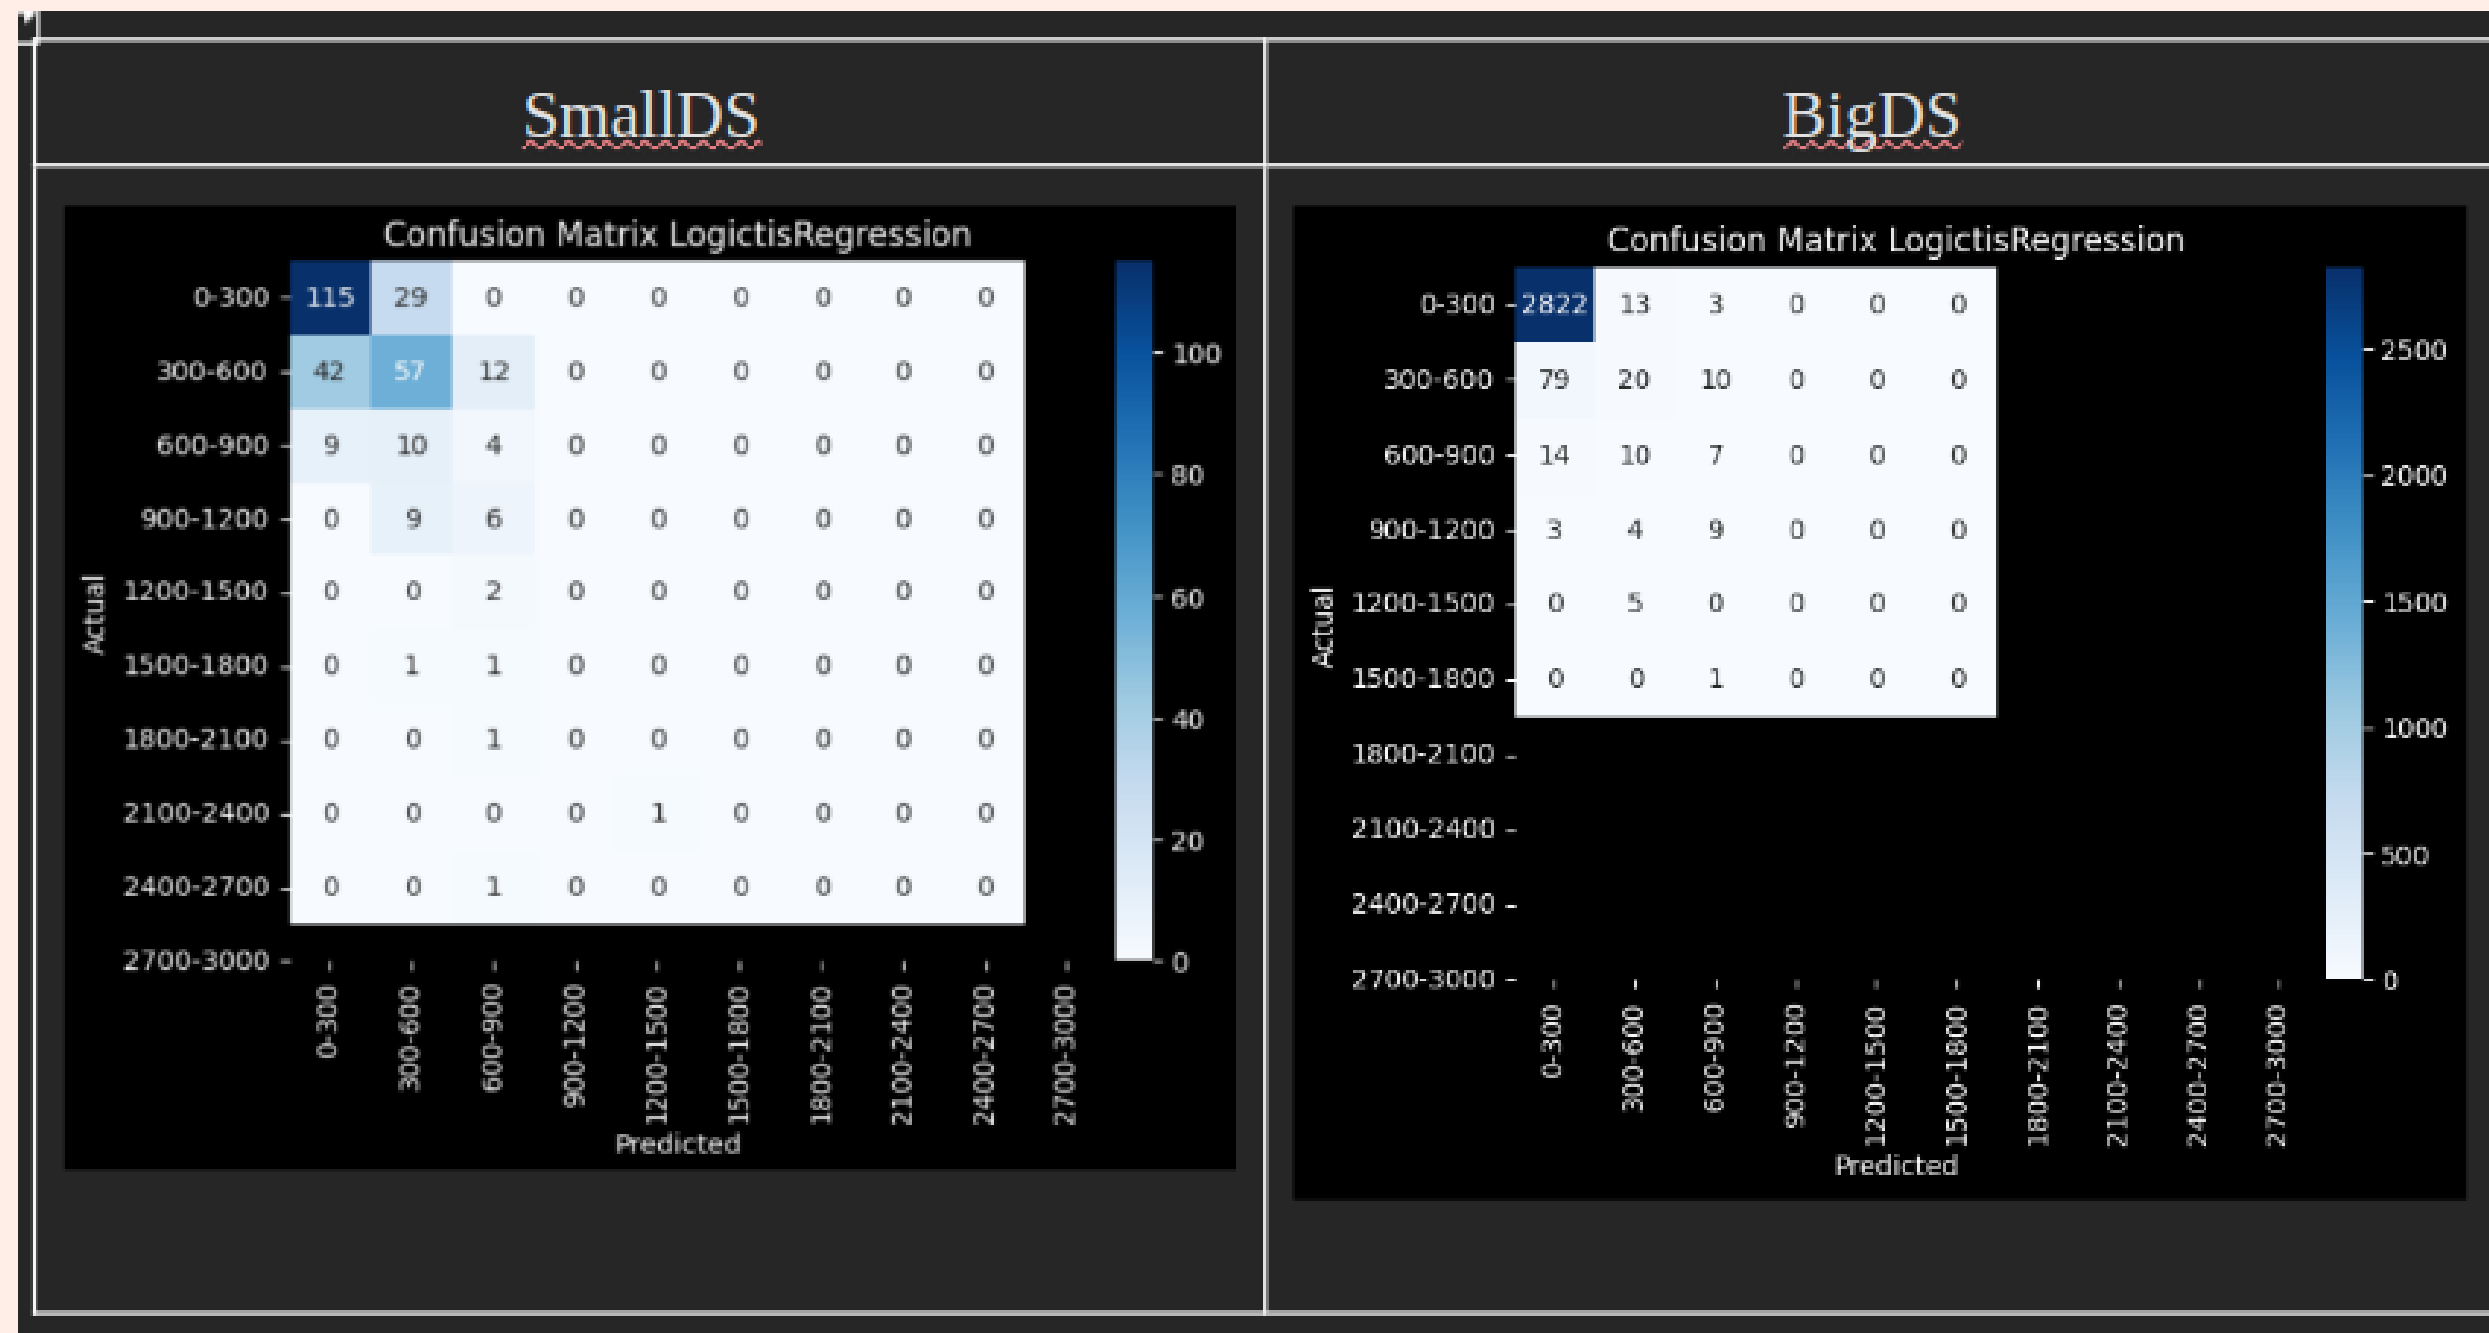 SmallDS
BigDS
Confusion Matrix LogictisRegression
0-300 115 29 0 0 0 0 0 0 0
300-600 42 57 12 0 0 0 0 0 0
600-900 9 10 4 0 0 0 0 0 0
900-1200 0 9 6 0 0 0 0 0 0
1200-1500 0 0 2 0 0 0 0 0 0
1500-1800 0 1 1 0 0 0 0 0 0
1800-2100 0 0 1 0 0 0 0 0 0
2100-2400 0 0 0 0 1 0 0 0 0
2400-2700 0 0 1 0 0 0 0 0 0
2700-3000
Actual
0-300 300-600 600-900 900-1200 1200-1500 1500-1800 1800-2100 2100-2400 2400-2700 2700-3000
Predicted
100
80
60
40
20
0
Confusion Matrix LogictisRegression
0-300 2822 13 3 0 0 0
300-600 79 20 10 0 0 0
600-900 14 10 7 0 0 0
900-1200 3 4 9 0 0 0
1200-1500 0 5 0 0 0 0
1500-1800 0 0 1 0 0 0
1800-2100
2100-2400
2400-2700
2700-3000
Actual
0-300 300-600 600-900 900-1200 1200-1500 1500-1800 1800-2100 2100-2400 2400-2700 2700-3000
Predicted
2500
2000
1500
1000
500
0